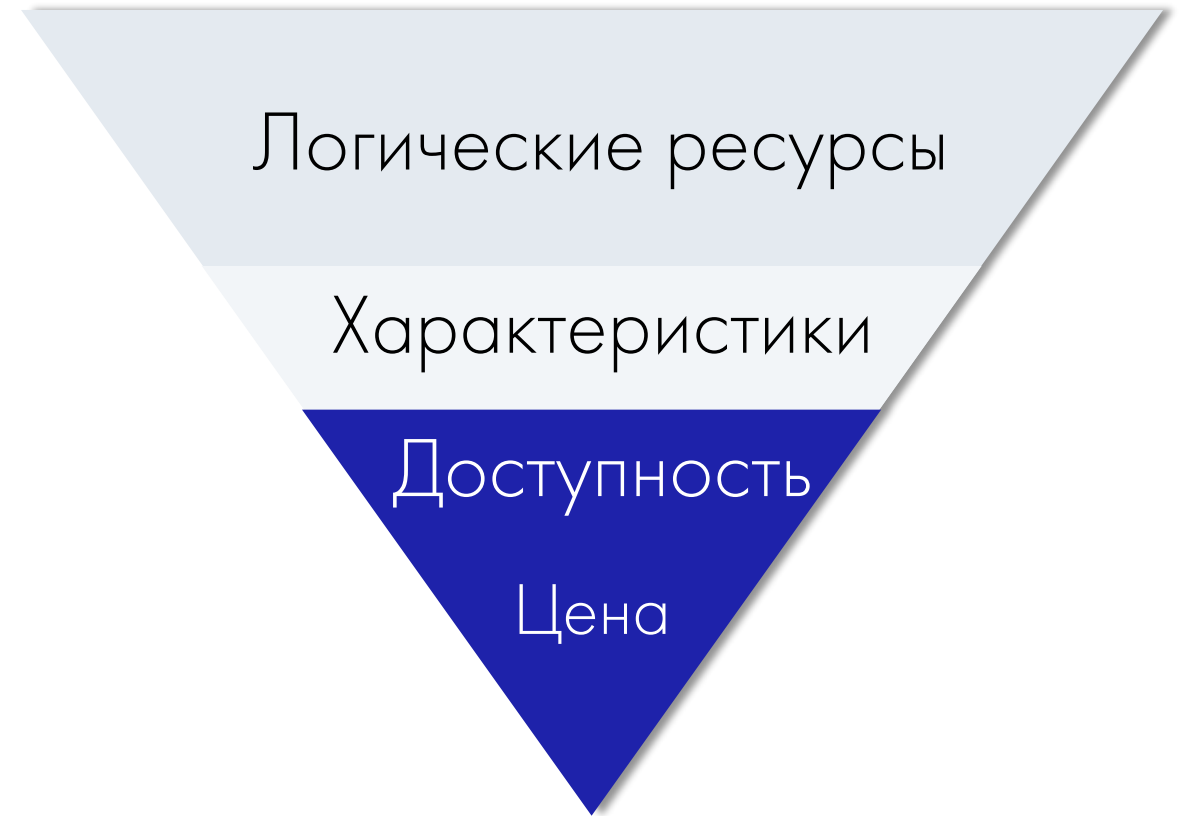 Логические ресурсы
Характеристики
Доступность
Цена